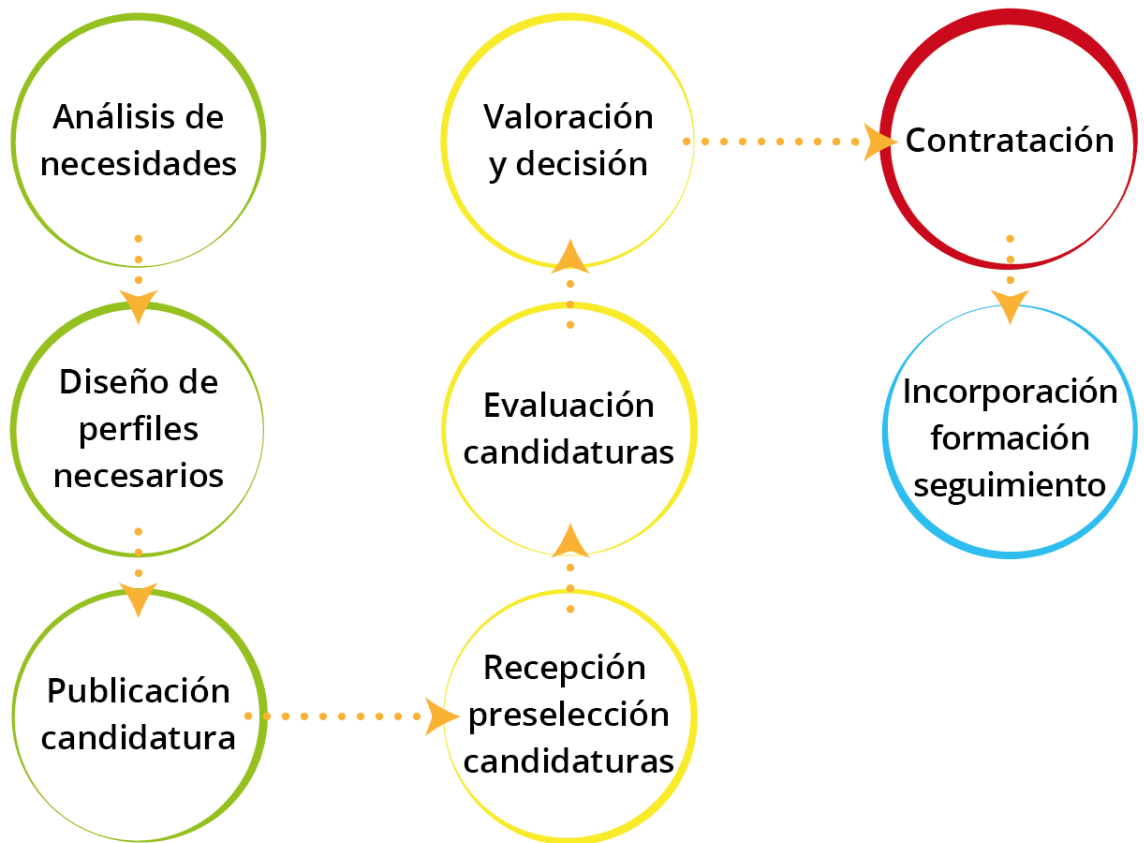 Análisis de
necesidades
Diseño de
perfiles
necesarios
Publicación
candidatura
Recepción
preselección
candidaturas
Evaluación
candidaturas
Valoración
y decisión
Contratación
Incorporación
formación
seguimiento